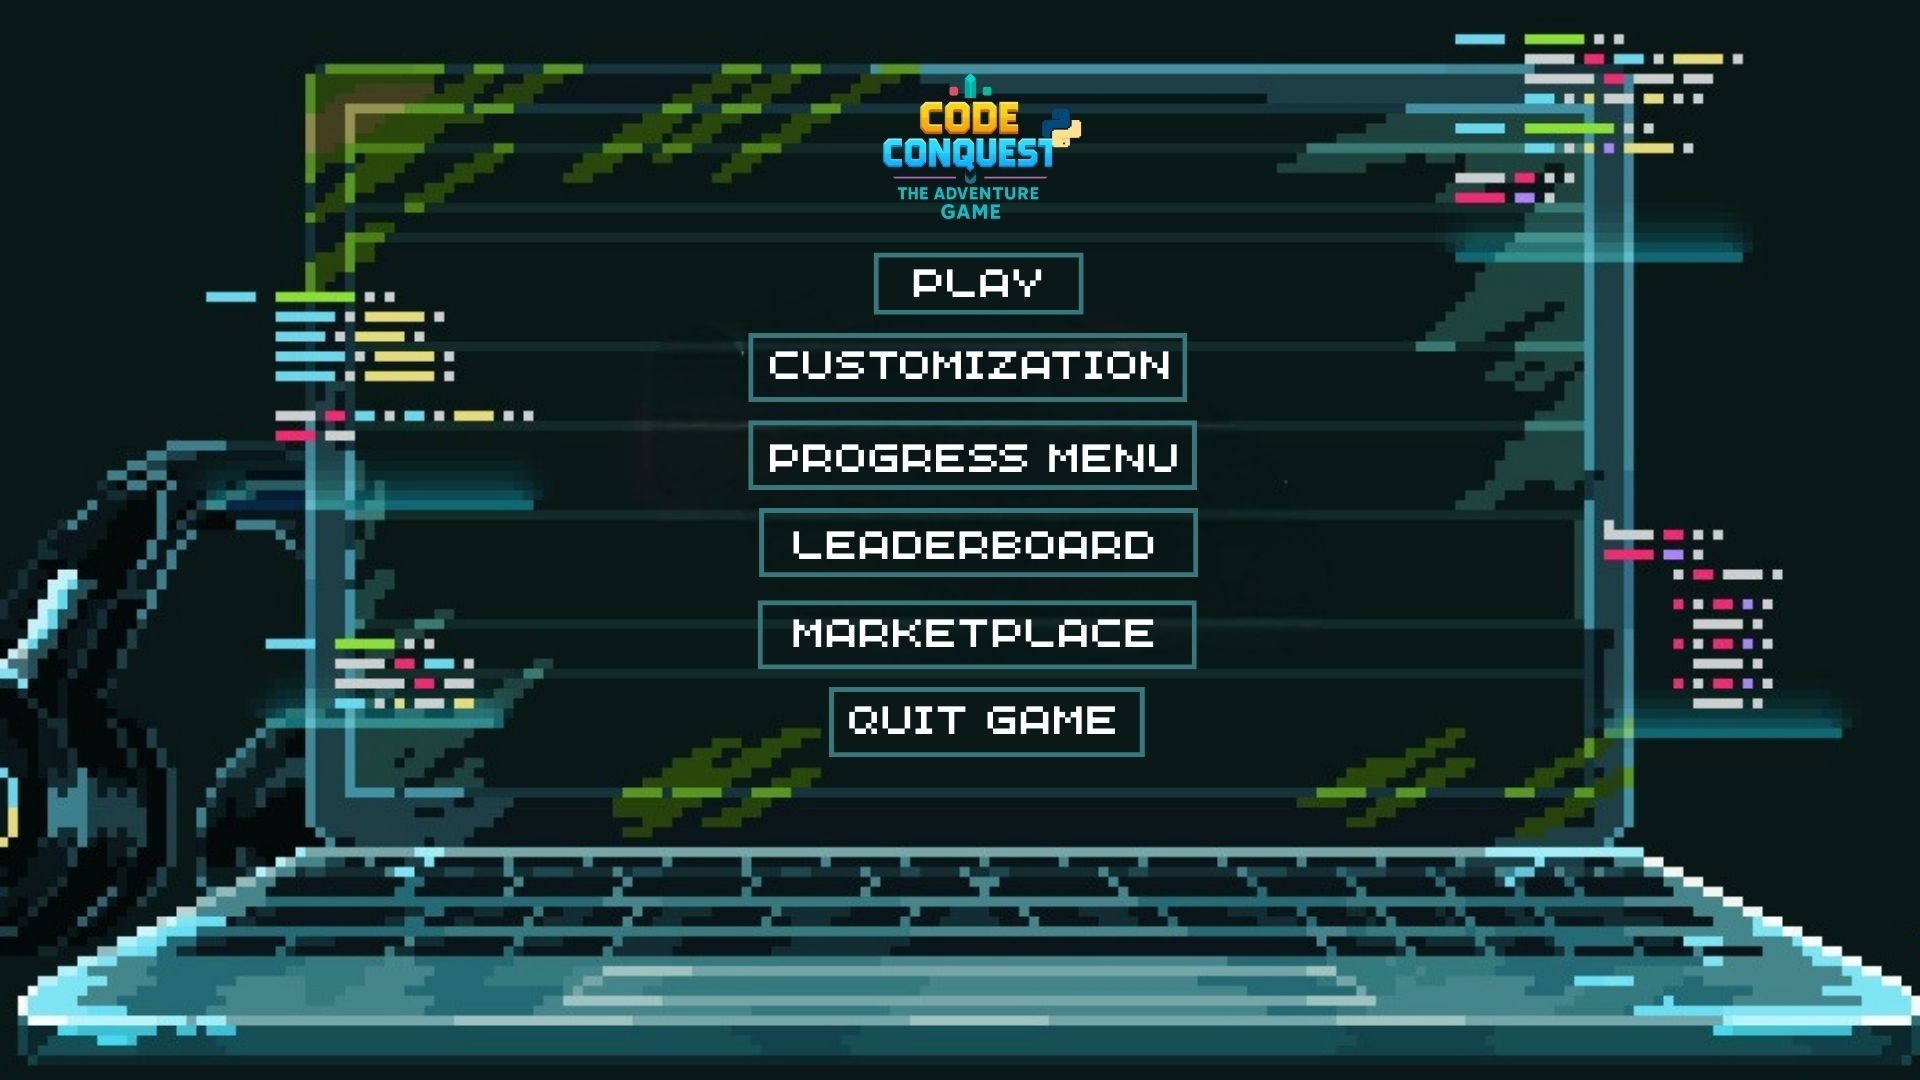 CODE
CONQUEST
THE ADVENTURE
GAME
PLAY
CUSTOMIZATION
PROGRESS MENU
LEADERBOARD
MARKETPLACE
QUIT GAME